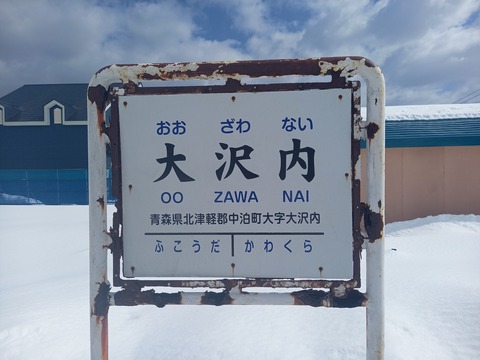 おお ざわ ない
大沢内
OO ZAWA NAI
青森県北津軽郡中泊町大字大沢内
ふこうだ かわくら